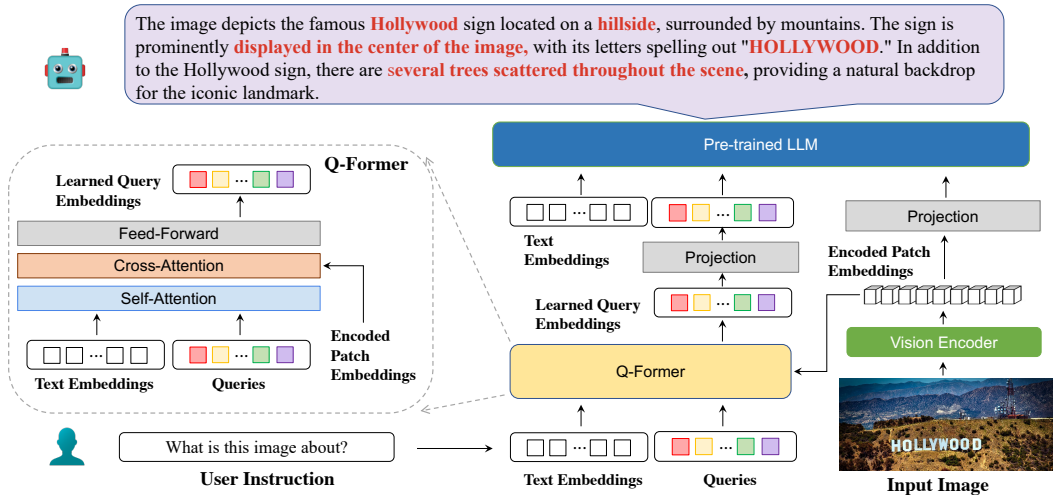 The image depicts the famous Hollywood sign located on a hillside, surrounded by mountains. The sign is
prominently displayed in the center of the image, with its letters spelling out "HOLLYWOOD." In addition
to the Hollywood sign, there are several trees scattered throughout the scene, providing a natural backdrop
for the iconic landmark.
Q-Former
Learned Query
Embeddings
...
Feed-Forward
Cross-Attention
Self-Attention
...
...
Text Embeddings
Queries
Encoded
Patch
Embeddings
Pre-trained LLM
...
...
Text
Embeddings
Projection
Learned Query
Embeddings
...
Projection
Encoded Patch
Embeddings
Vision Encoder
Q-Former
HOLLYWOOD
Input Image
What is this image about?
User Instruction
...
...
Text Embeddings
Queries